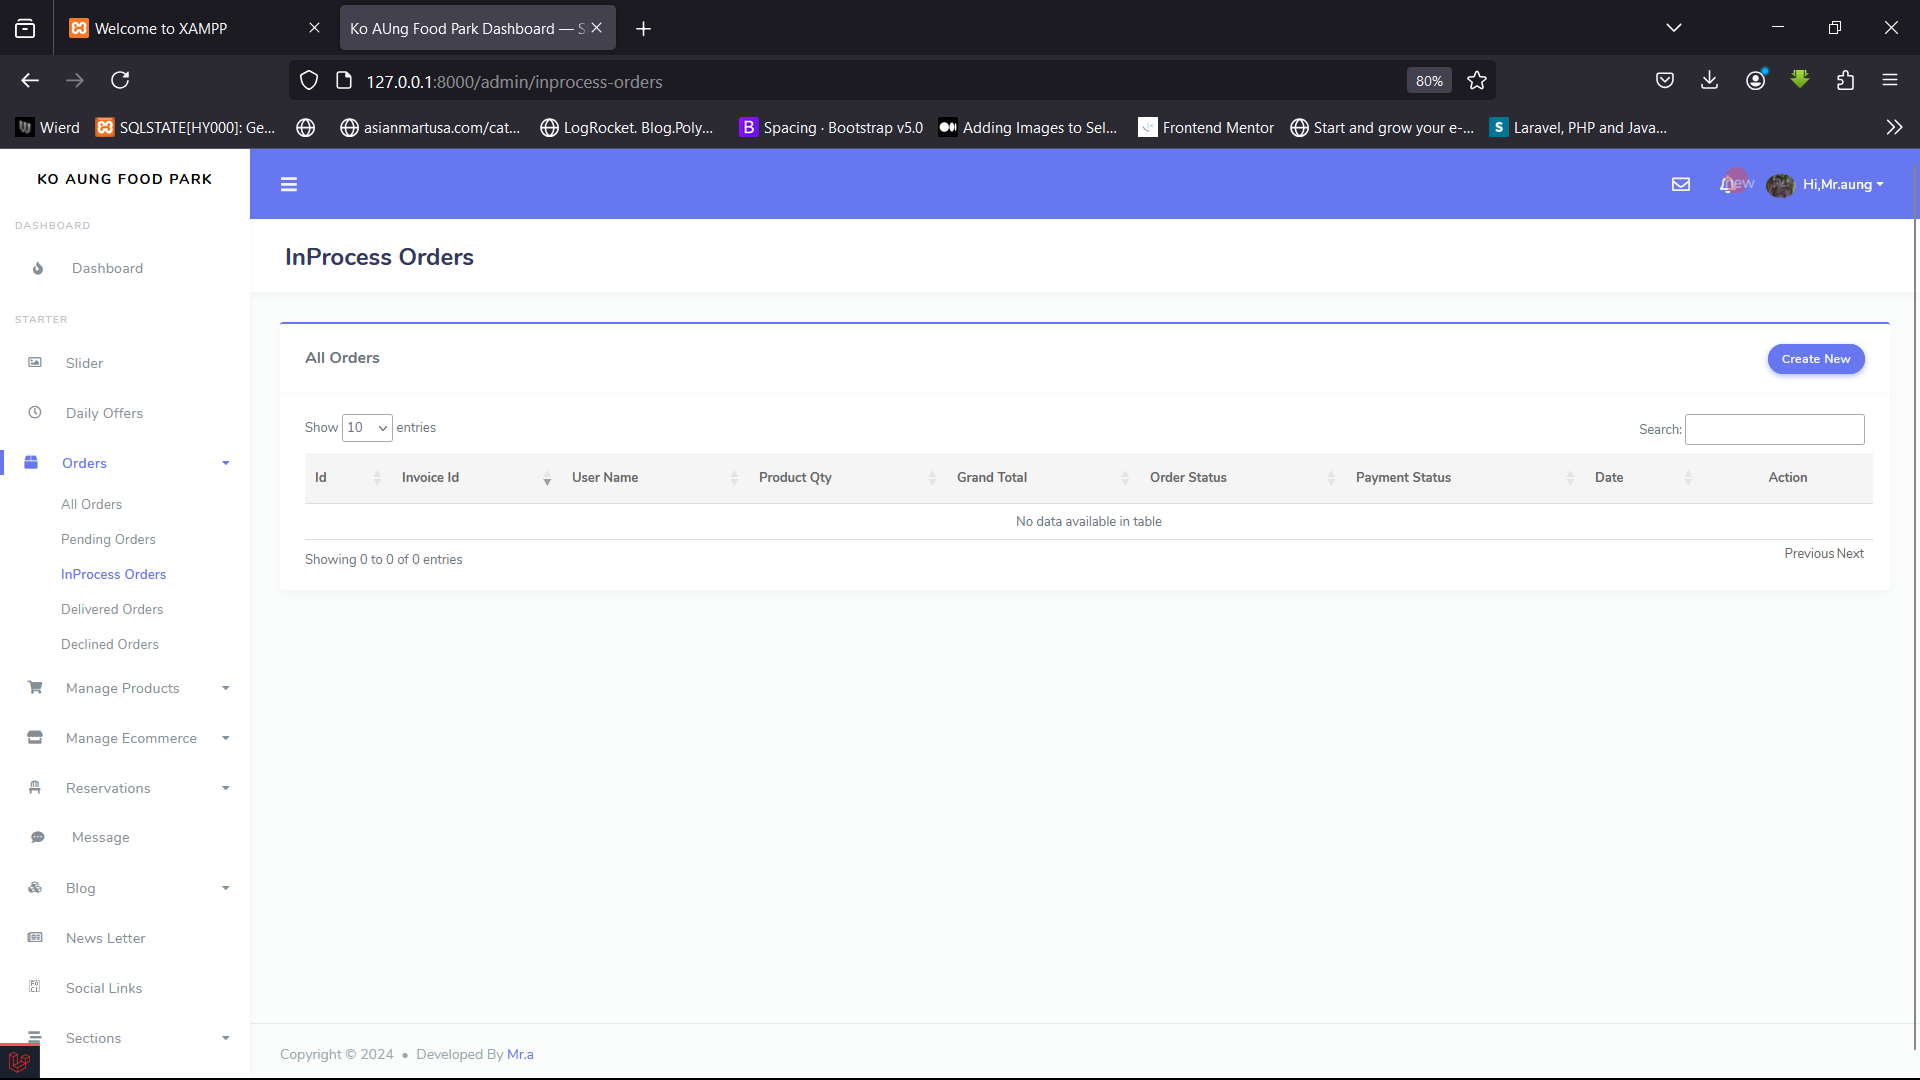 Welcome to XAMPP
Ko AUng Food Park Dashboard — S
127.0.0.1:8000/admin/inprocess-orders
80%
Wierd
SQLSTATE[HY000]: Ge...
asianmartusa.com/cat...
LogRocket. Blog.Poly...
B Spacing · Bootstrap v5.0
Adding Images to Sel...
Frontend Mentor
Start and grow your e-...
S Laravel, PHP and Java...
KO AUNG FOOD PARK
new
Hi,Mr.aung
DASHBOARD
Dashboard
STARTER
Slider
Daily Offers
Orders
All Orders
Pending Orders
InProcess Orders
Delivered Orders
Declined Orders
Manage Products
Manage Ecommerce
Reservations
Message
Blog
News Letter
Social Links
Sections
InProcess Orders
All Orders
Create New
Show 10 entries
Search:
Id Invoice Id User Name Product Qty Grand Total Order Status Payment Status Date Action
No data available in table
Showing 0 to 0 of 0 entries
Previous Next
Copyright © 2024 • Developed By Mr.a